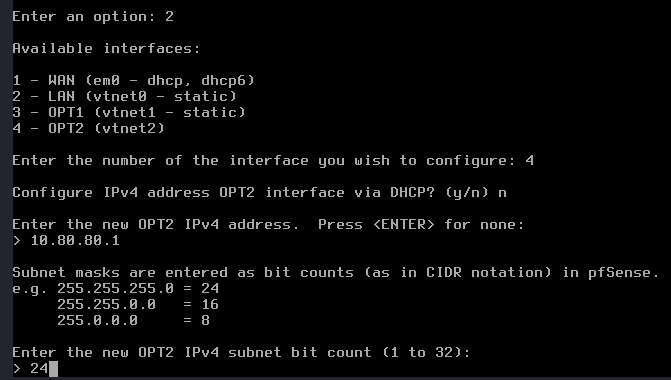 Enter an option: 2
Available interfaces:
1 - WAN (em0 - dhcp, dhcp6)
2 - LAN (vtnet0 - static)
3 - OPT1 (vtnet1 - static)
4 - OPT2 (vtnet2)
Enter the number of the interface you wish to configure: 4
Configure IPv4 address OPT2 interface via DHCP? (y/n) n
Enter the new OPT2 IPv4 address.  Press <ENTER> for none:
> 10.80.80.1
Subnet masks are entered as bit counts (as in CIDR notation) in pfSense.
e.g. 255.255.255.0 = 24
     255.255.0.0   = 16
     255.0.0.0     = 8
Enter the new OPT2 IPv4 subnet bit count (1 to 32):
> 24